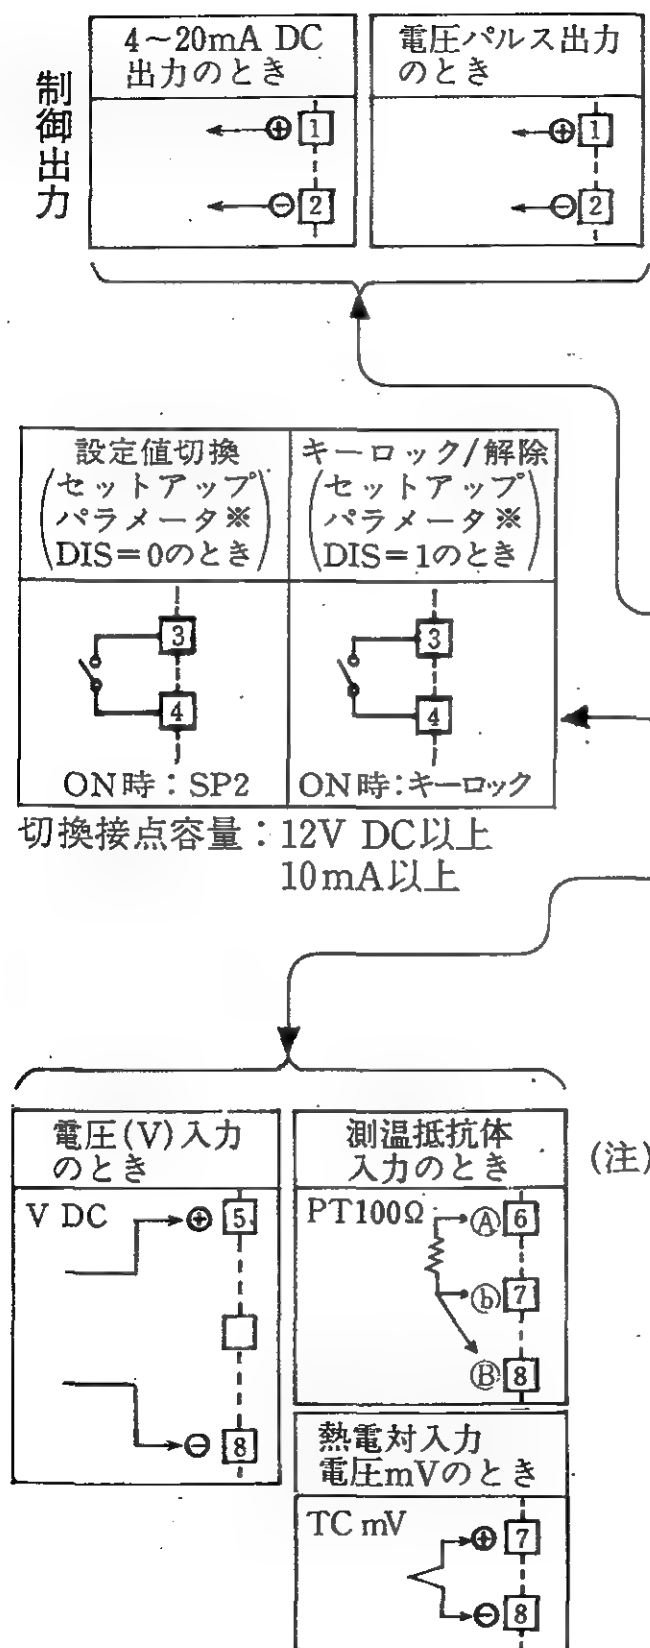 制御出力
4～20mA DC
出力のとき
⊕ 1
⊖ 2
電圧パルス出力
のとき
⊕ 1
⊖ 2
設定値切換
(セットアップ
パラメータ※
DIS=0のとき)
3
4
ON時：SP2
キーロック/解除
(セットアップ
パラメータ※
DIS=1のとき)
3
4
ON時：キーロック
切換接点容量：12V DC以上
10mA以上
電圧(V)入力
のとき
V DC
⊕ 5
⊖ 8
測温抵抗体
入力のとき
PT100Ω
Ⓐ 6
ⓑ 7
Ⓑ 8
(注)
熱電対入力
電圧mVのとき
TC mV
⊕ 7
⊖ 8